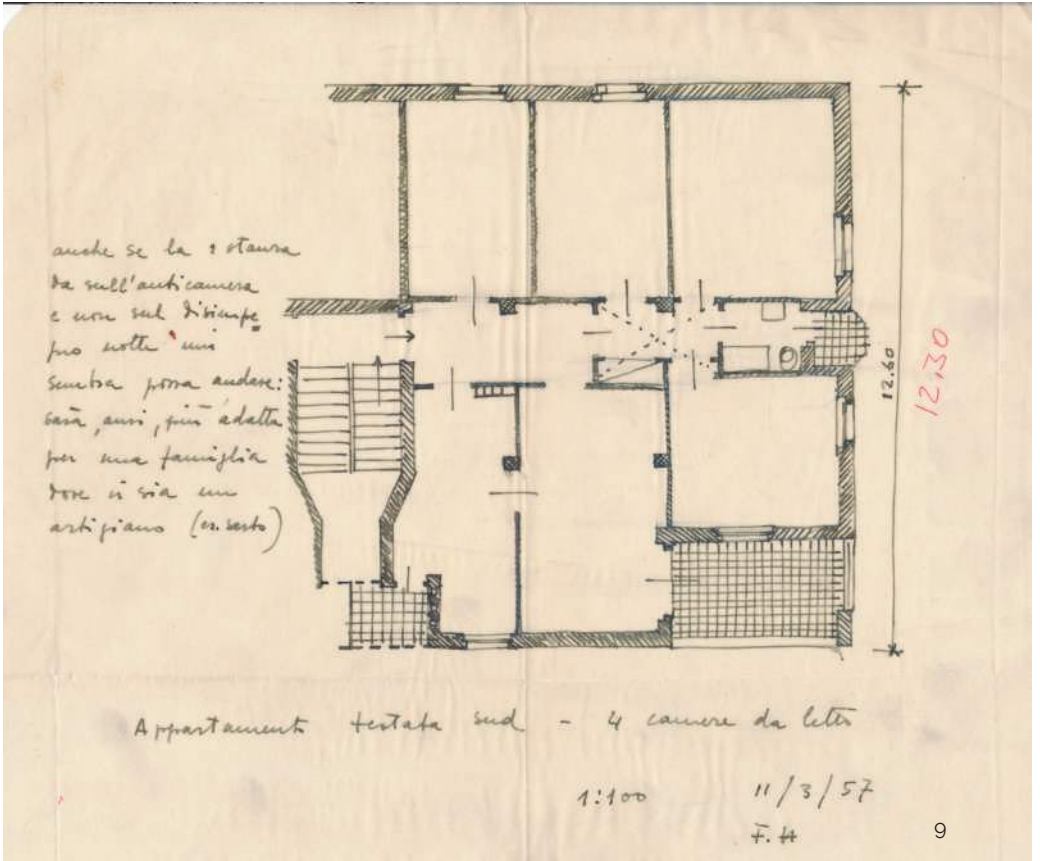 anche se la 1 stanza
da sull'anticamera
e non sul disimpe
gno notte mi
sembra possa andare:
sarà, anzi, più adatta
per una famiglia
dove vi sia un
artigiano (es. sarto)
12.60
12.30
Appartamento testata sud - 4 camere da letto
1:100
11/3/57
F.H
9